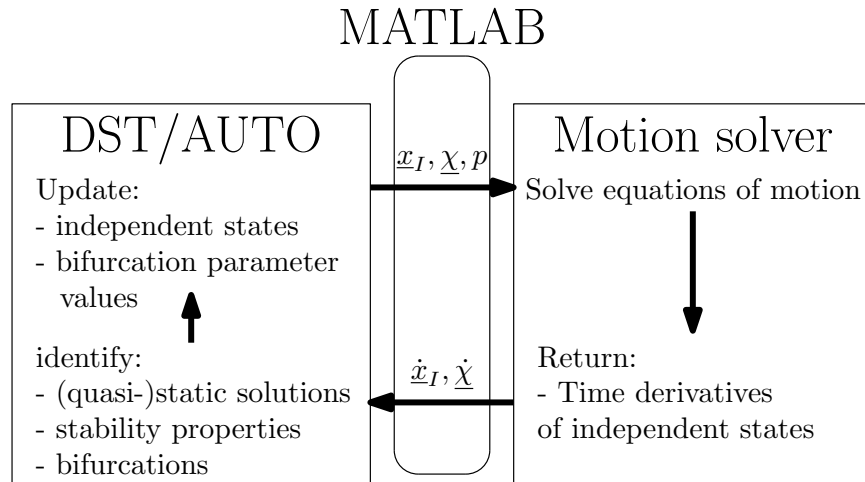 MATLAB
DST/AUTO
Update:
- independent states
- bifurcation parameter
values
identify:
- (quasi-)static solutions
- stability properties
- bifurcations
x_I, χ, p
ẋ_I, χ̇
Motion solver
Solve equations of motion
Return:
- Time derivatives
of independent states